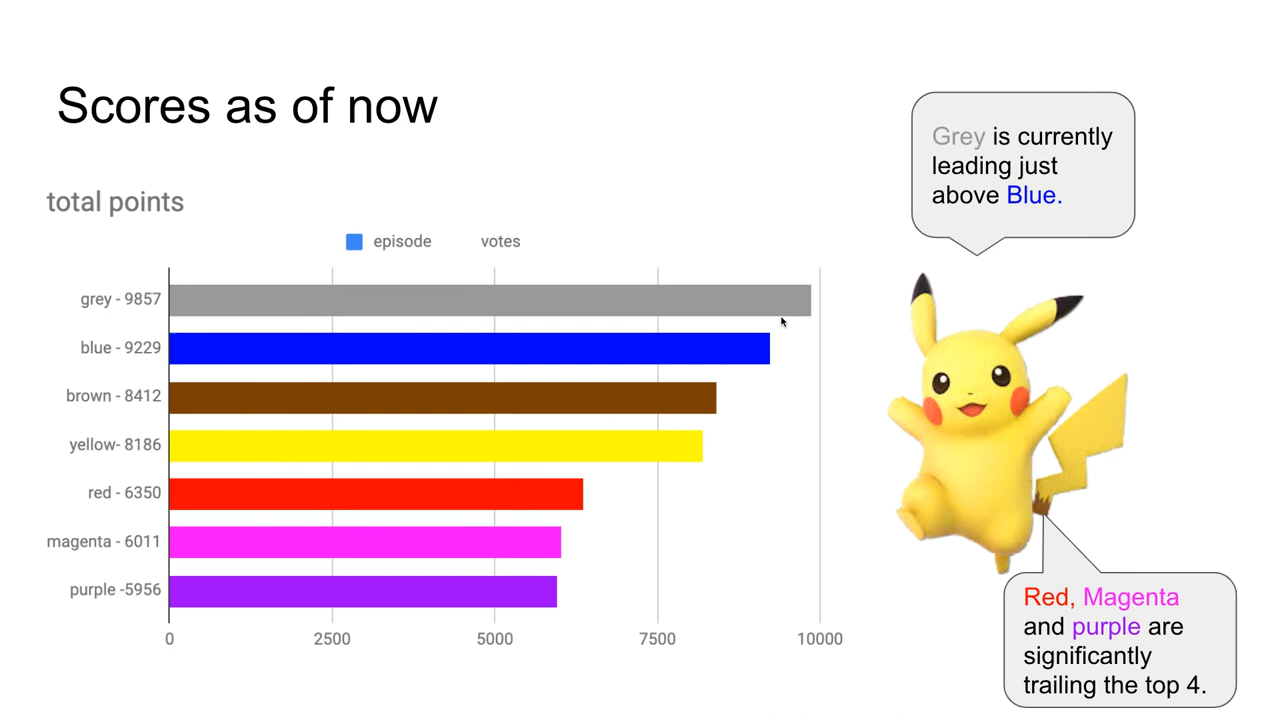 Scores as of now
total points
episode votes
grey - 9857
blue - 9229
brown - 8412
yellow- 8186
red - 6350
magenta - 6011
purple -5956
0 2500 5000 7500 10000
Grey is currently
leading just
above Blue.
Red, Magenta
and purple are
significantly
trailing the top 4.